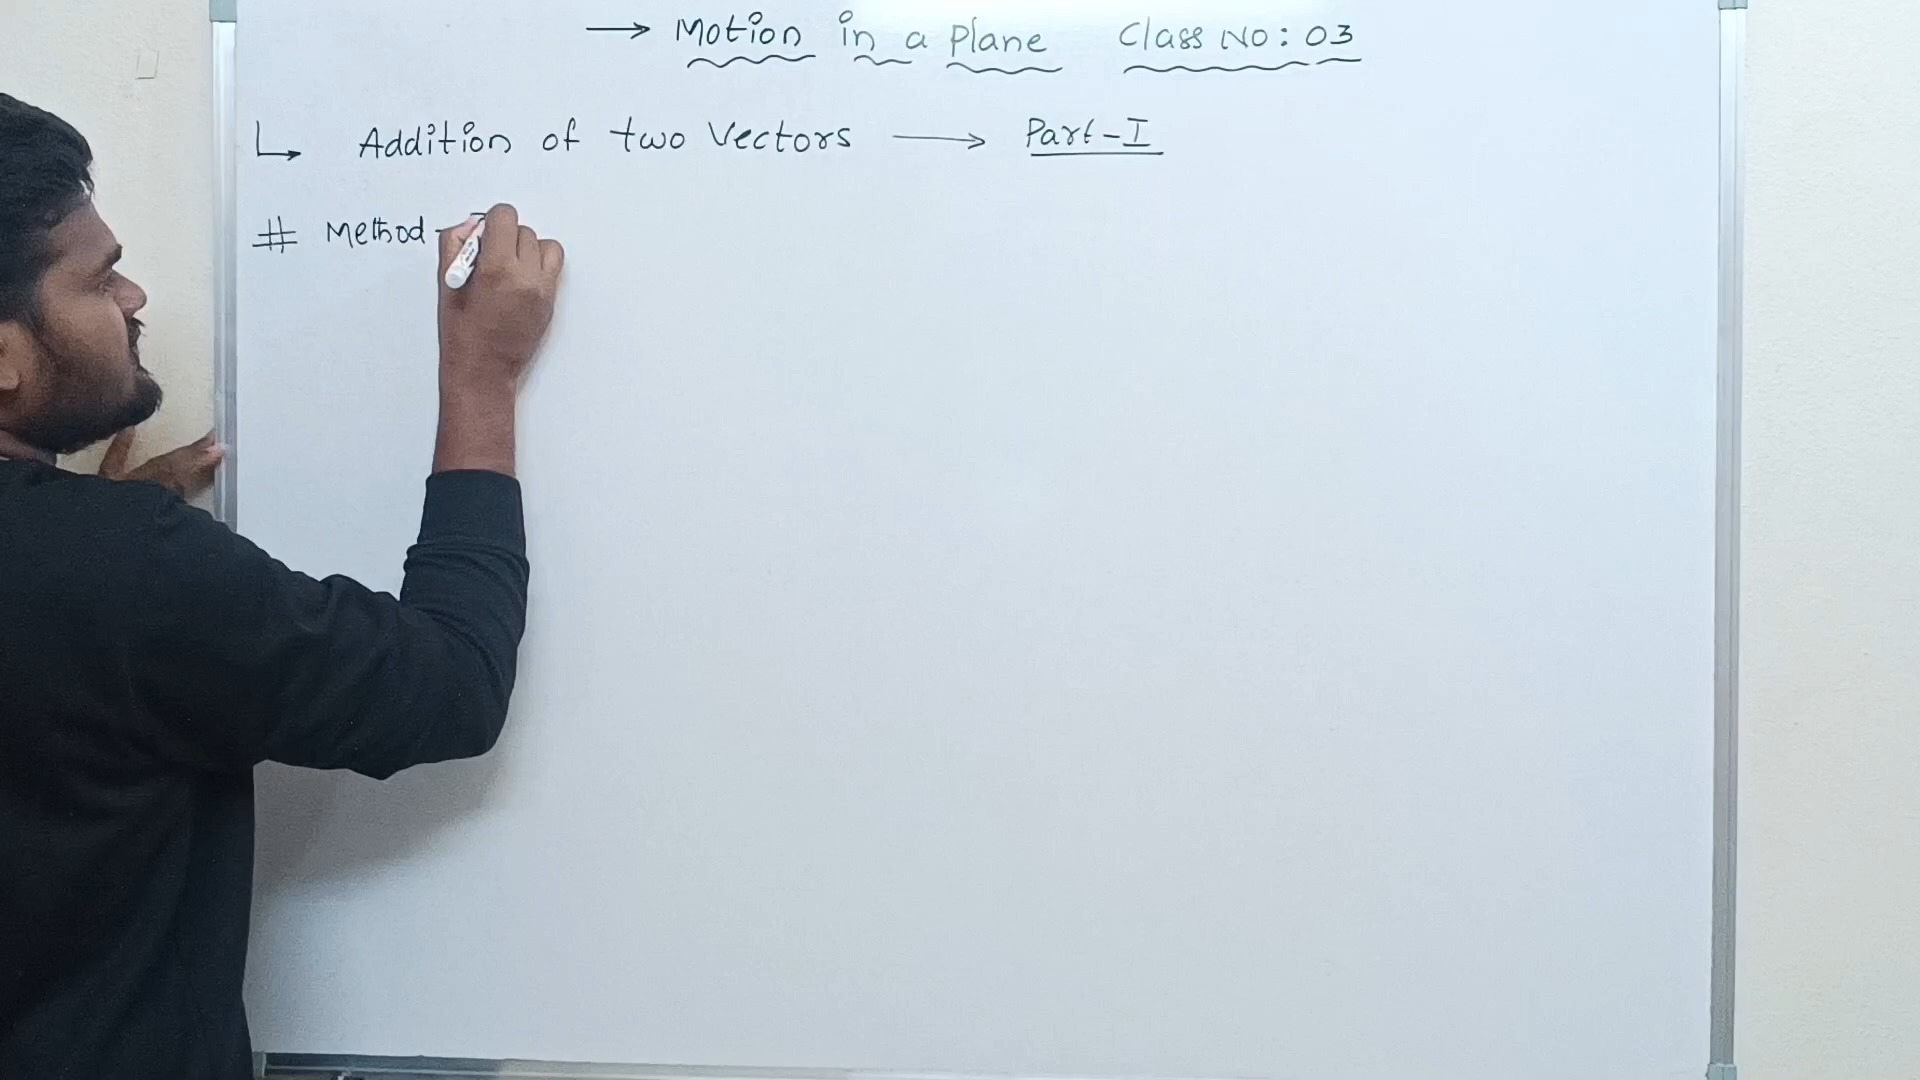 → Motion in a plane Class No: 03
↳ Addition of two Vectors → Part-I
# Method -